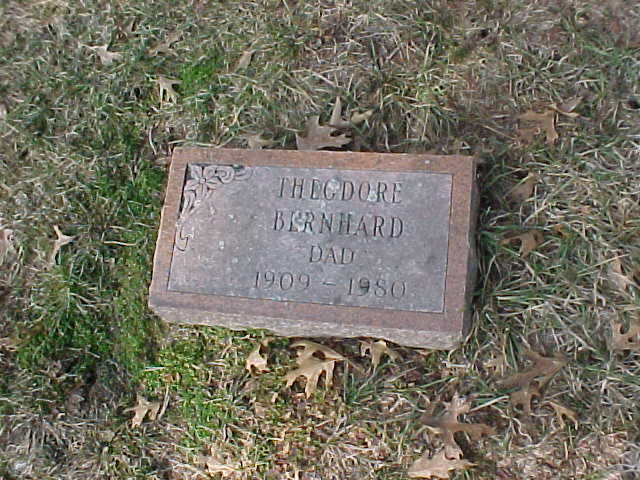 THEODORE
BERNHARD
"DAD"
1909 - 1980